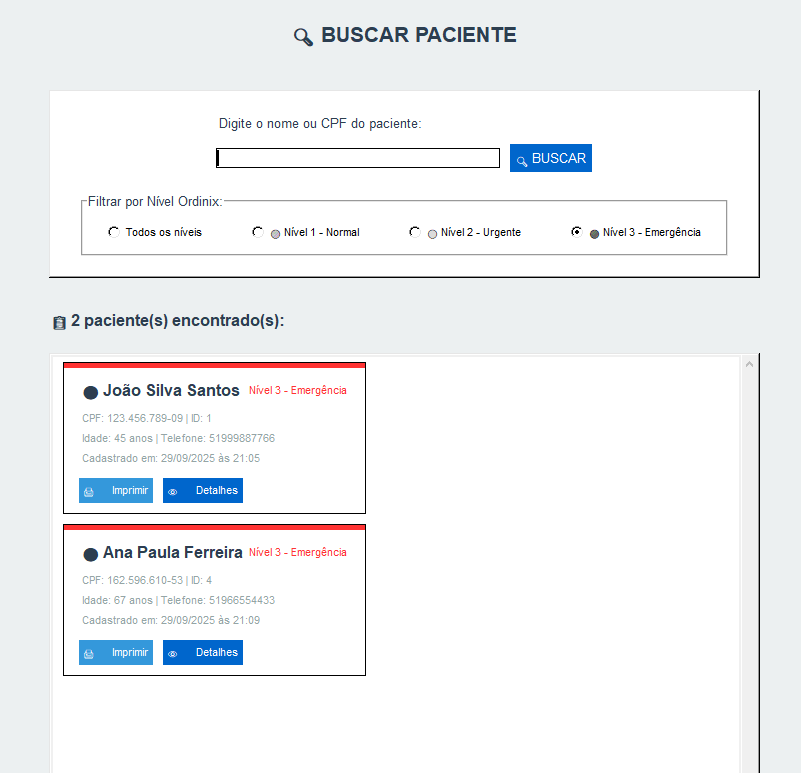 BUSCAR PACIENTE
Digite o nome ou CPF do paciente:
BUSCAR
Filtrar por Nível Ordinix:
Todos os níveis Nível 1 - Normal Nível 2 - Urgente Nível 3 - Emergência
2 paciente(s) encontrado(s):
João Silva Santos Nível 3 - Emergência
CPF: 123.456.789-09 | ID: 1
Idade: 45 anos | Telefone: 51999887766
Cadastrado em: 29/09/2025 às 21:05
Imprimir Detalhes
Ana Paula Ferreira Nível 3 - Emergência
CPF: 162.596.610-53 | ID: 4
Idade: 67 anos | Telefone: 51966554433
Cadastrado em: 29/09/2025 às 21:09
Imprimir Detalhes